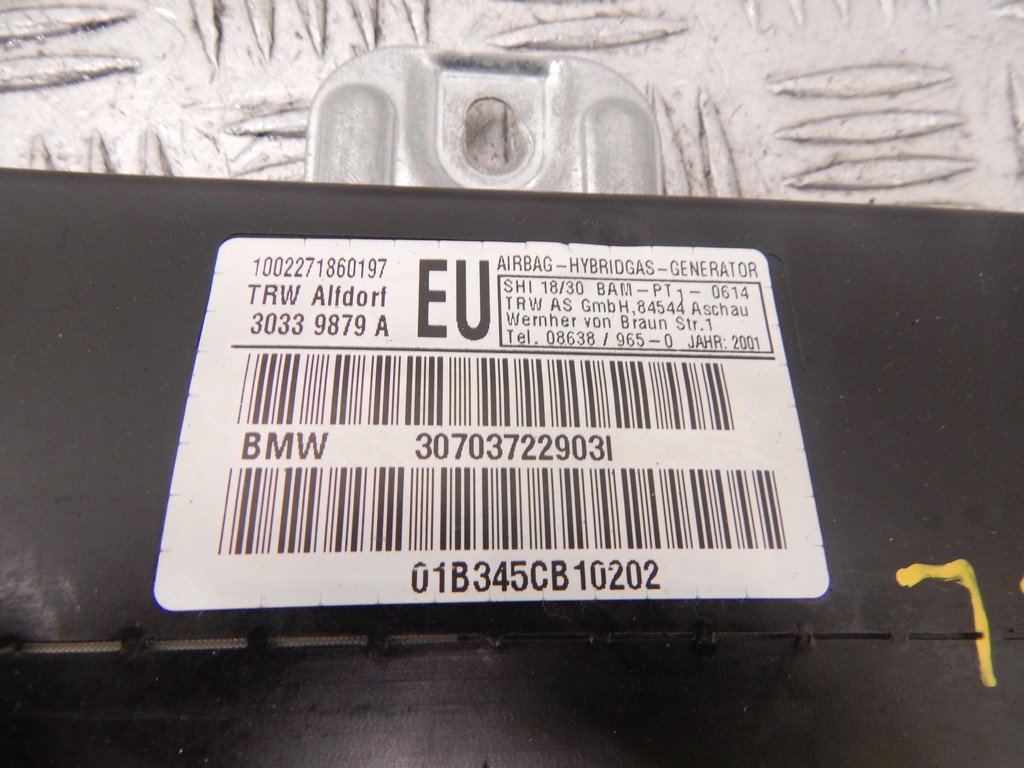 1002271860197
TRW Alfdorf
3033 9879 A
EU
AIRBAG-HYBRIDGAS-GENERATOR
SHI 18/30 BAM-PT1-0614
TRW AS GmbH,84544 Aschau
Wernher von Braun Str.1
Tel. 08638 / 965-0 JAHR: 2001
BMW 30703722903I
01B345CB10202